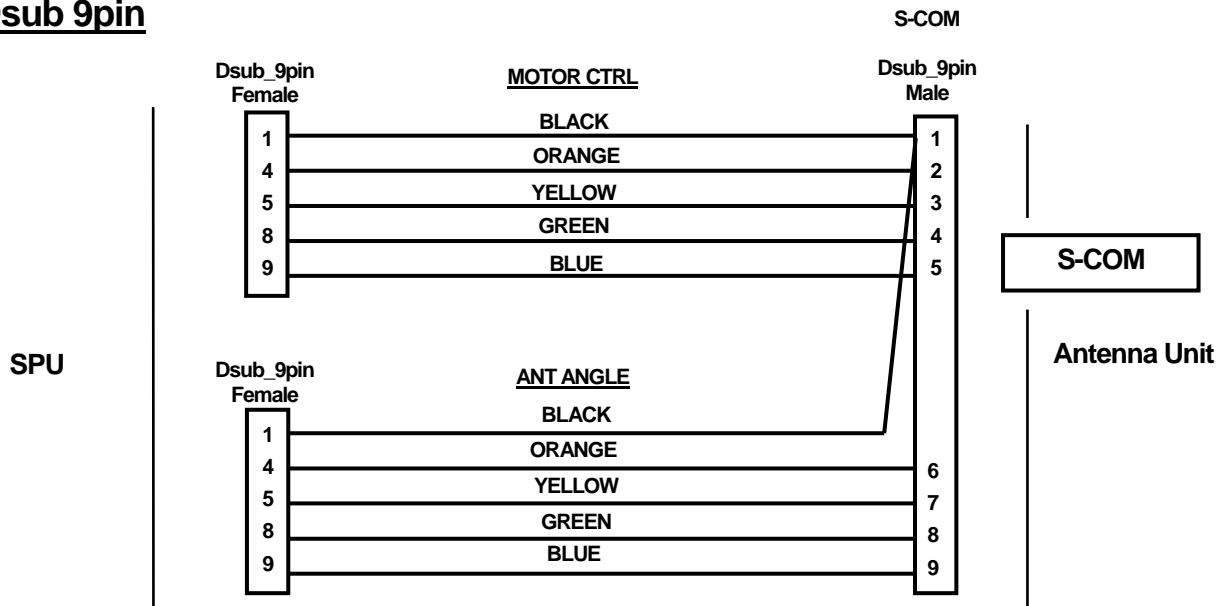 sub 9pin
S-COM
Dsub_9pin
Female
MOTOR CTRL
Dsub_9pin
Male
BLACK
1
1
ORANGE
4
2
YELLOW
5
3
GREEN
8
4
BLUE
9
5
S-COM
SPU
Antenna Unit
Dsub_9pin
Female
ANT ANGLE
BLACK
1
ORANGE
4
6
YELLOW
5
7
GREEN
8
8
BLUE
9
9